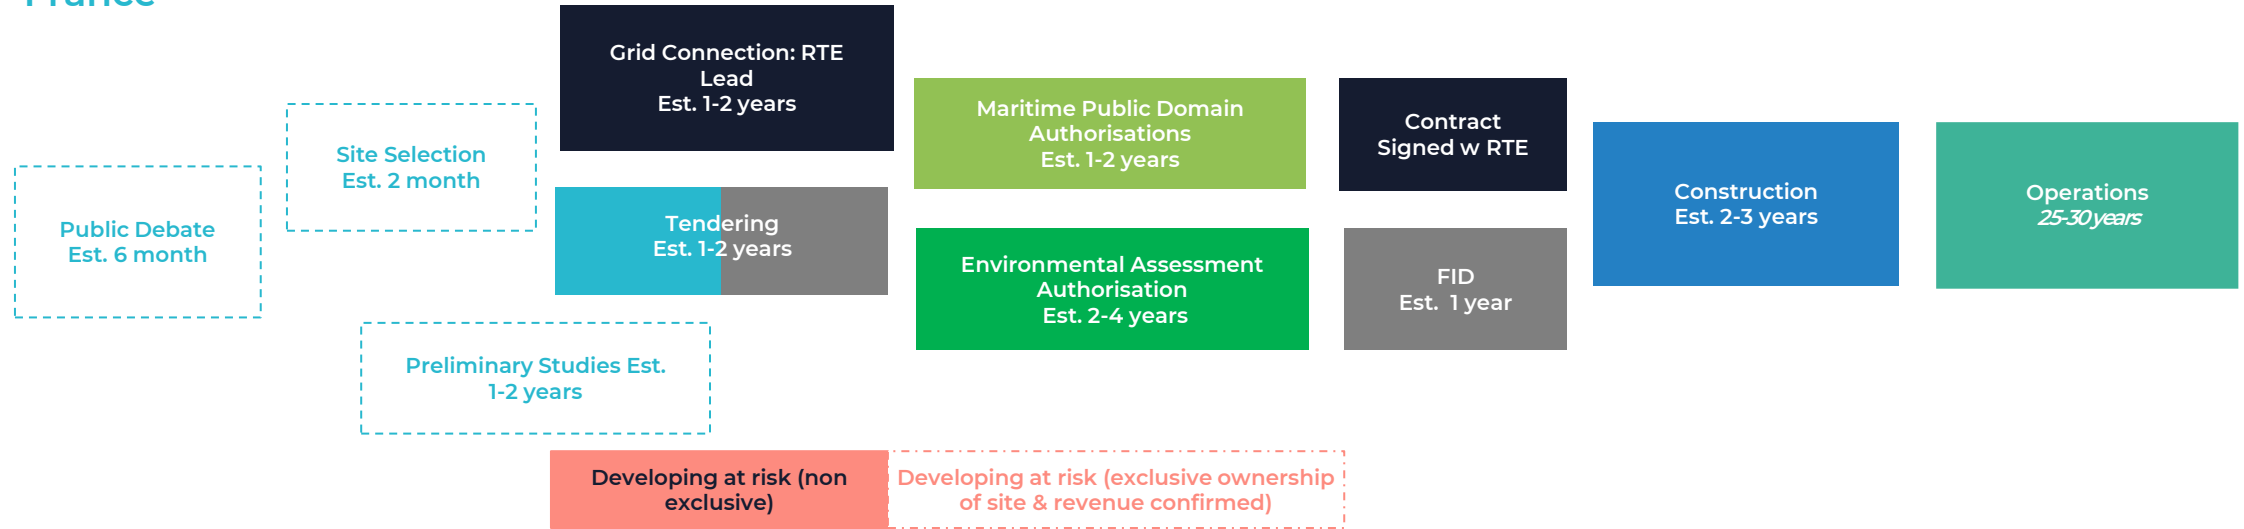 France
Grid Connection: RTE
Lead
Est. 1-2 years
Maritime Public Domain
Authorisations
Est. 1-2 years
Contract
Signed w RTE
Site Selection
Est. 2 month
Public Debate
Est. 6 month
Tendering
Est. 1-2 years
Construction
Est. 2-3 years
Operations
25-30 years
Environmental Assessment
Authorisation
Est. 2-4 years
FID
Est. 1 year
Preliminary Studies Est.
1-2 years
Developing at risk (non
exclusive)
Developing at risk (exclusive ownership
of site & revenue confirmed)